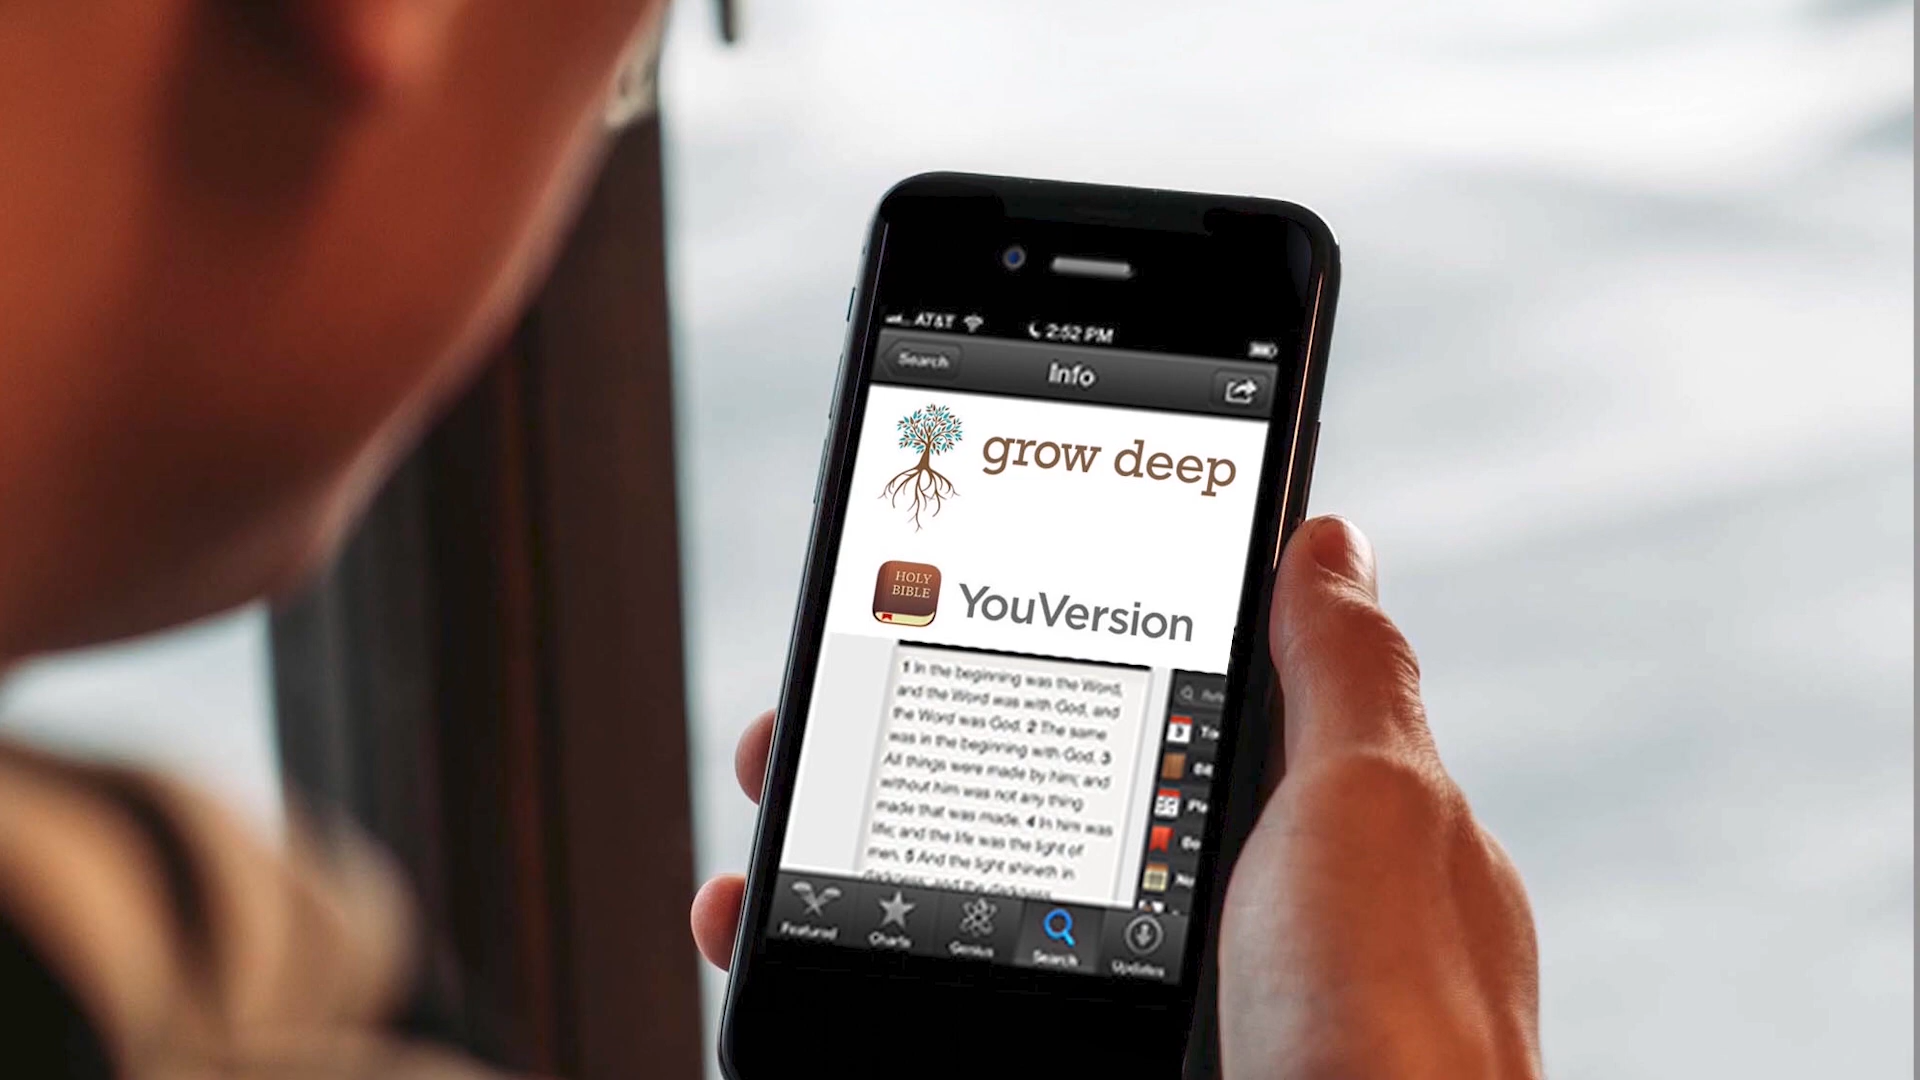 AT&T 2:52 PM
Search Info
grow deep
HOLY
BIBLE
YouVersion
1 In the beginning was the Word,
and the Word was with God, and
the Word was God. 2 The same
was in the beginning with God. 3
All things were made by him; and
without him was not any thing
made that was made. 4 In him was
life; and the life was the light of
men. 5 And the light shineth in
darkness; and the darkness
Featured Charts Genius Search Updates